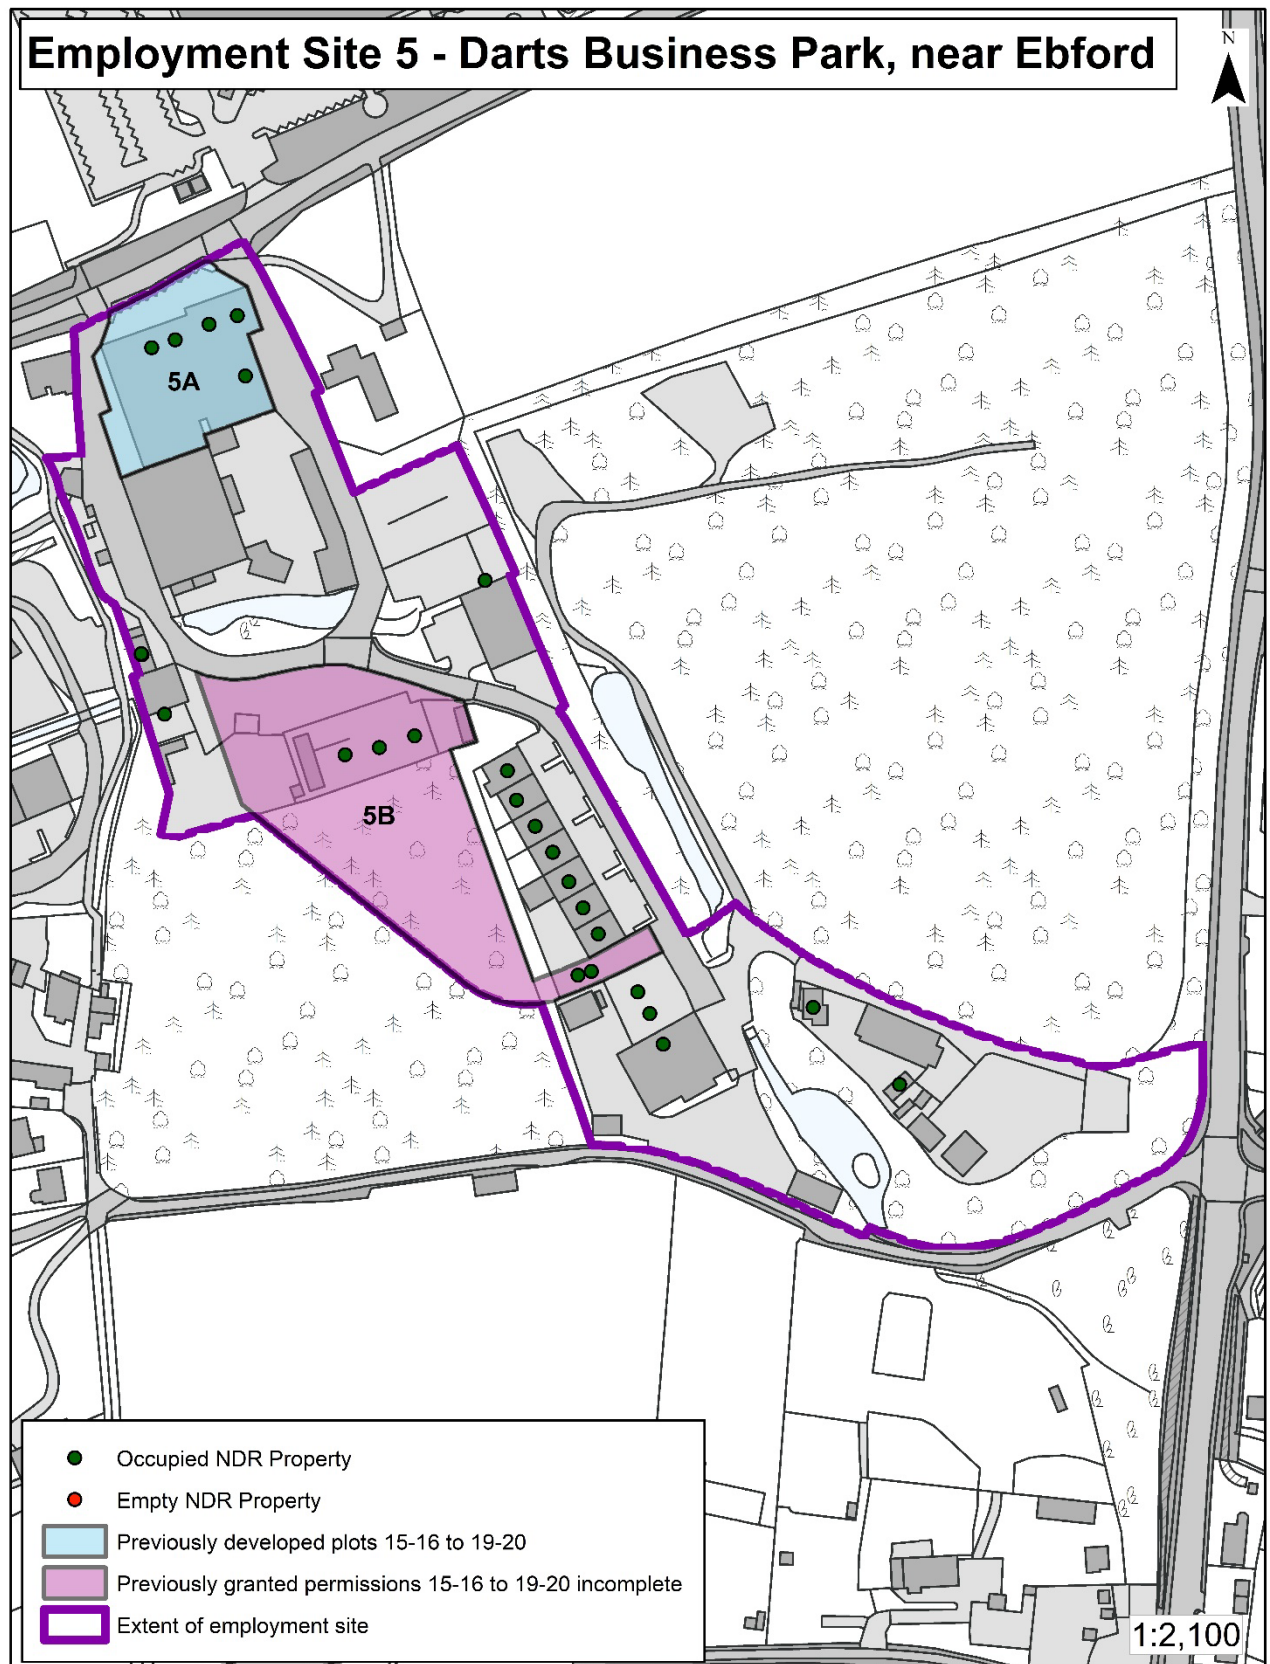 Employment Site 5 - Darts Business Park, near Ebford
N
5A
5B
Occupied NDR Property
Empty NDR Property
Previously developed plots 15-16 to 19-20
Previously granted permissions 15-16 to 19-20 incomplete
Extent of employment site
1:2,100